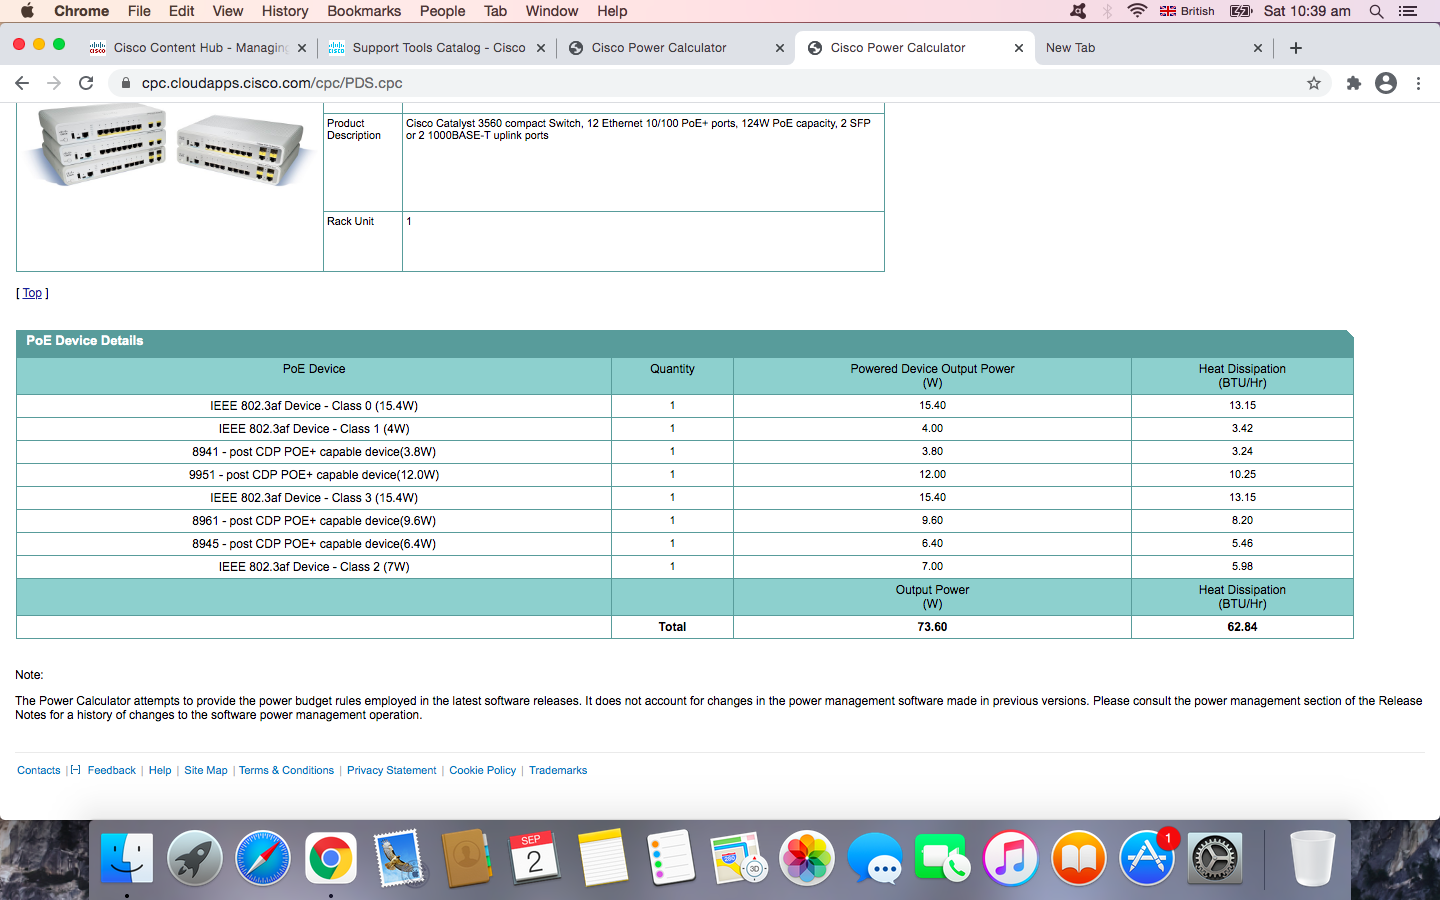 Chrome File Edit View History Bookmarks People Tab Window Help British Sat 10:39 am
Cisco Content Hub - Managing Support Tools Catalog - Cisco Cisco Power Calculator Cisco Power Calculator New Tab
cpc.cloudapps.cisco.com/cpc/PDS.cpc
Product Description Cisco Catalyst 3560 compact Switch, 12 Ethernet 10/100 PoE+ ports, 124W PoE capacity, 2 SFP
or 2 1000BASE-T uplink ports
Rack Unit 1
[ Top ]
PoE Device Details
PoE Device Quantity Powered Device Output Power (W) Heat Dissipation (BTU/Hr)
IEEE 802.3af Device - Class 0 (15.4W) 1 15.40 13.15
IEEE 802.3af Device - Class 1 (4W) 1 4.00 3.42
8941 - post CDP POE+ capable device(3.8W) 1 3.80 3.24
9951 - post CDP POE+ capable device(12.0W) 1 12.00 10.25
IEEE 802.3af Device - Class 3 (15.4W) 1 15.40 13.15
8961 - post CDP POE+ capable device(9.6W) 1 9.60 8.20
8945 - post CDP POE+ capable device(6.4W) 1 6.40 5.46
IEEE 802.3af Device - Class 2 (7W) 1 7.00 5.98
Output Power (W) Heat Dissipation (BTU/Hr)
Total 73.60 62.84
Note:
The Power Calculator attempts to provide the power budget rules employed in the latest software releases. It does not account for changes in the power management software made in previous versions. Please consult the power management section of the Release
Notes for a history of changes to the software power management operation.
Contacts | [–] Feedback | Help | Site Map | Terms & Conditions | Privacy Statement | Cookie Policy | Trademarks
SEP
2
280
3D
1